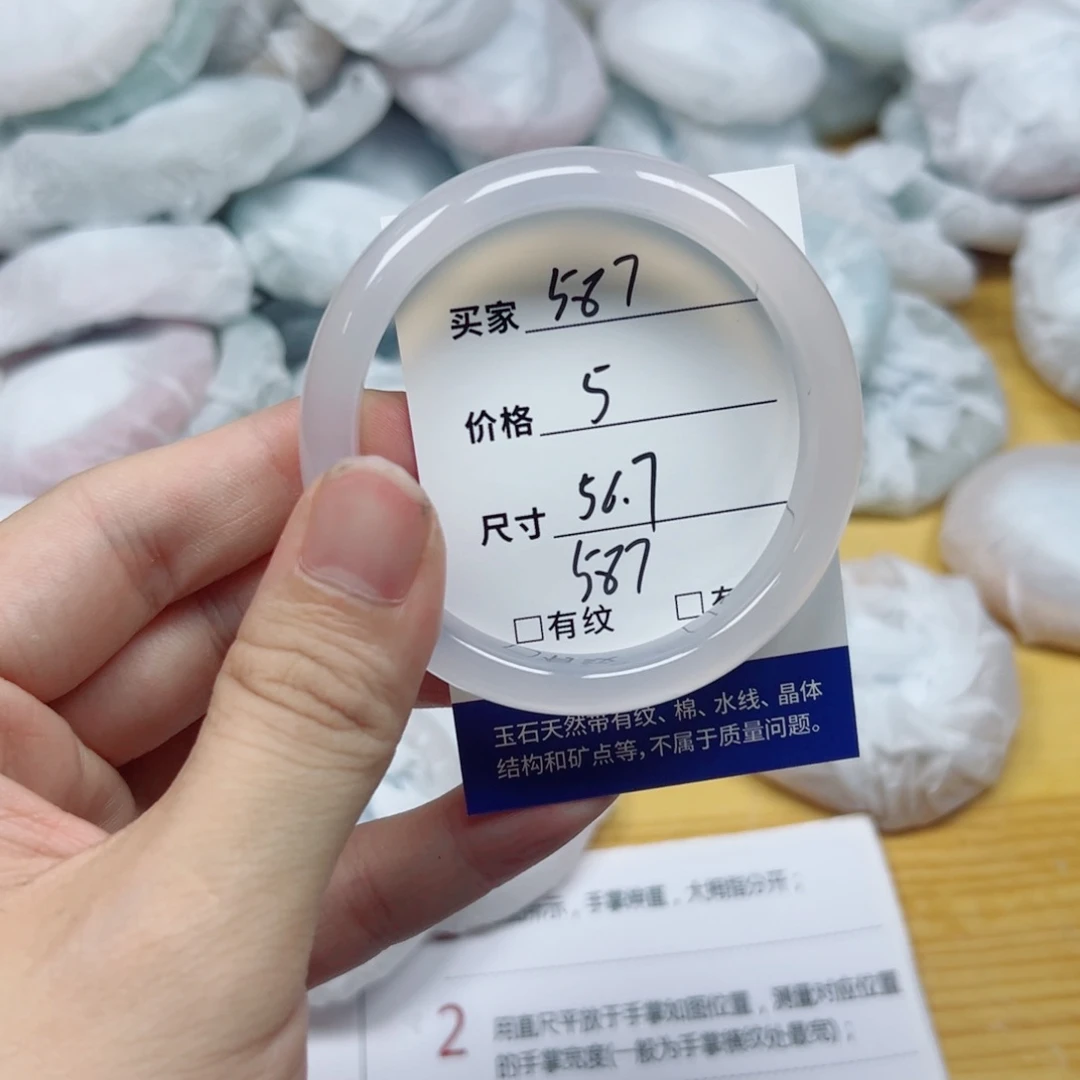 买家 587
价格 5
尺寸 56.7
587
□有纹 □有
玉石天然带有纹、棉、水线、晶体
结构和矿点等，不属于质量问题。
，手掌伸直，大拇指分开；
2 用直尺平放于手掌如图位置，测量对应位置
的手掌宽度(一般为手掌横纹处最宽)；